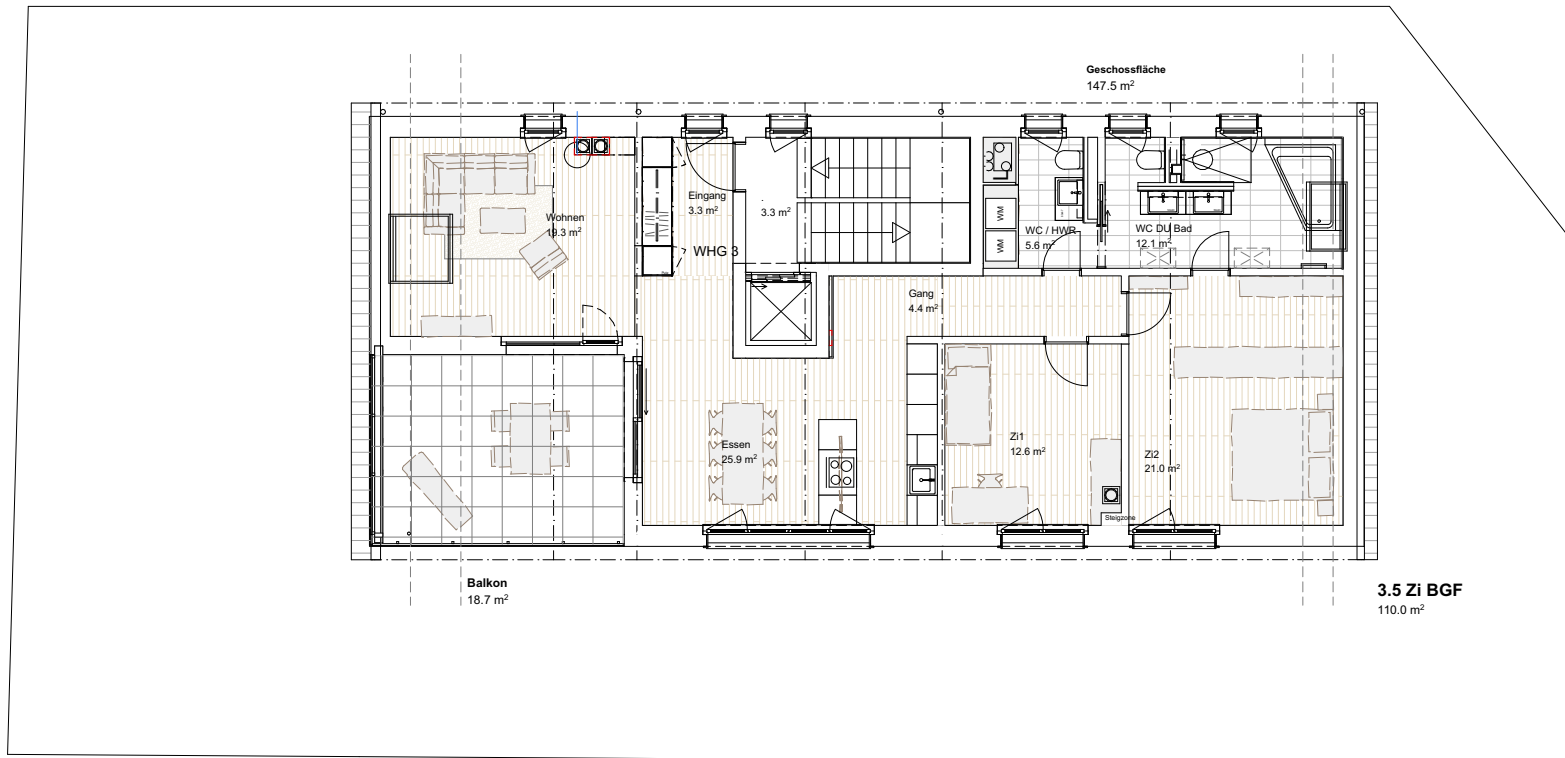 Geschossfläche
147.5 m²
Eingang
3.3 m²
3.3 m²
Wohnen
19.3 m²
WHG 3
WM
WM
WC / HWR
5.6 m²
WC DU Bad
12.1 m²
Gang
4.4 m²
Essen
25.9 m²
Zi1
12.6 m²
Zi2
21.0 m²
Steigzone
Balkon
18.7 m²
3.5 Zi BGF
110.0 m²